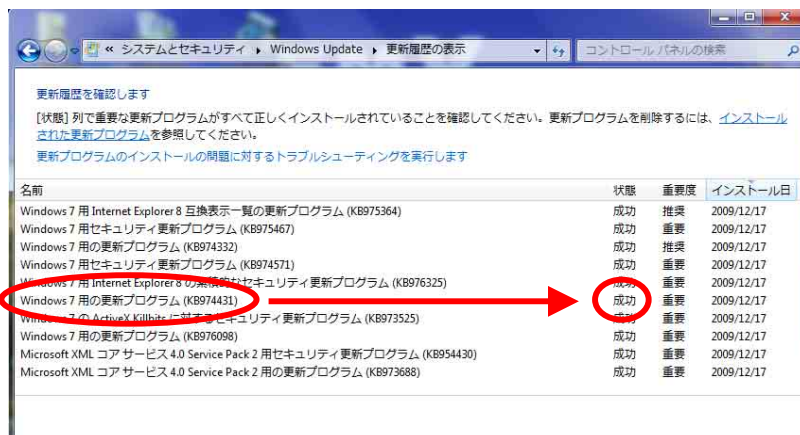 « システムとセキュリティ ▸ Windows Update ▸ 更新履歴の表示
コントロール パネルの検索
更新履歴を確認します
[状態] 列で重要な更新プログラムがすべて正しくインストールされていることを確認してください。更新プログラムを削除するには、インストール
された更新プログラムを参照してください。
更新プログラムのインストールの問題に対するトラブルシューティングを実行します
名前 状態 重要度 インストール日
Windows 7 用 Internet Explorer 8 互換表示一覧の更新プログラム (KB975364) 成功 推奨 2009/12/17
Windows 7 用セキュリティ更新プログラム (KB975467) 成功 重要 2009/12/17
Windows 7 用の更新プログラム (KB974332) 成功 推奨 2009/12/17
Windows 7 用セキュリティ更新プログラム (KB974571) 成功 重要 2009/12/17
Windows 7 用 Internet Explorer 8 の累積的なセキュリティ更新プログラム (KB976325) 成功 重要 2009/12/17
Windows 7 用の更新プログラム (KB974431) 成功 重要 2009/12/17
Windows 7 の ActiveX Killbits に対するセキュリティ更新プログラム (KB973525) 成功 重要 2009/12/17
Windows 7 用の更新プログラム (KB976098) 成功 重要 2009/12/17
Microsoft XML コア サービス 4.0 Service Pack 2 用セキュリティ更新プログラム (KB954430) 成功 重要 2009/12/17
Microsoft XML コア サービス 4.0 Service Pack 2 用の更新プログラム (KB973688) 成功 重要 2009/12/17